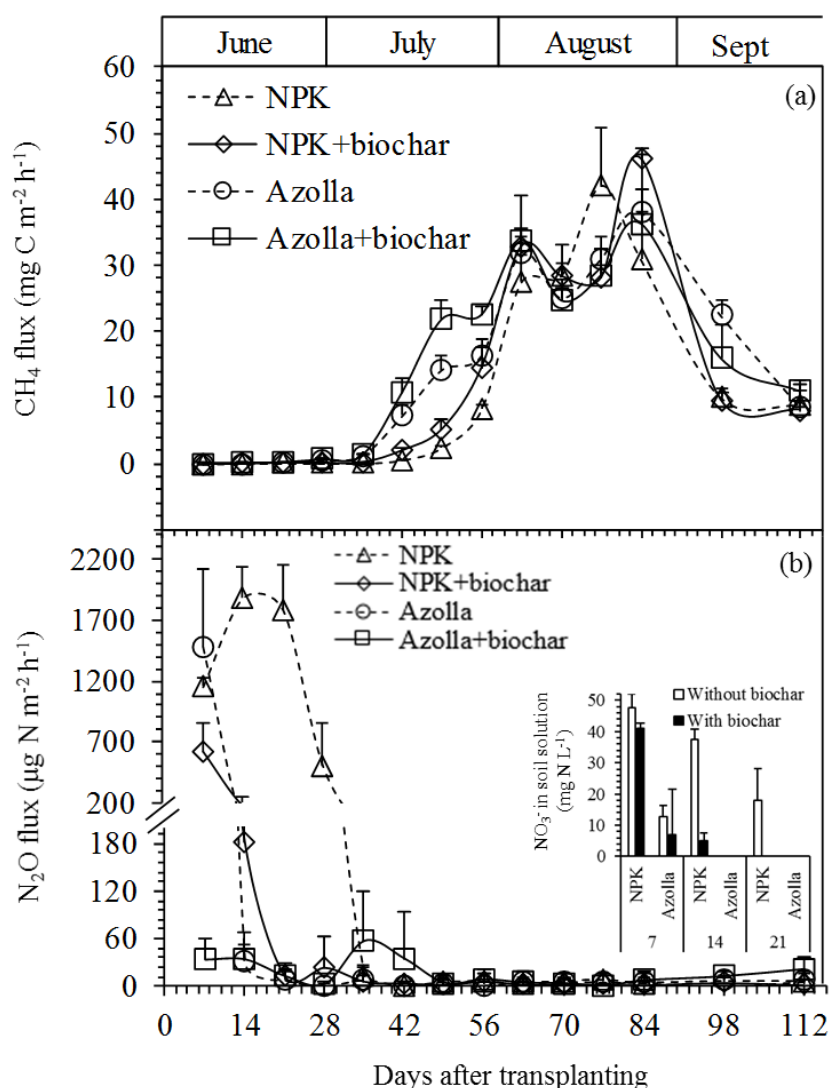 June July August Sept
60
50
40
30
20
10
0
CH4 flux (mg C m-2 h-1)
(a)
NPK
NPK+biochar
Azolla
Azolla+biochar
2200
1700
1200
700
200
180
120
60
0
N2O flux (µg N m-2 h-1)
(b)
NPK
NPK+biochar
Azolla
Azolla+biochar
50
40
30
20
10
0
NO3- in soil solution
(mg N L-1)
Without biochar
With biochar
NPK Azolla NPK Azolla NPK Azolla
7 14 21
0 14 28 42 56 70 84 98 112
Days after transplanting